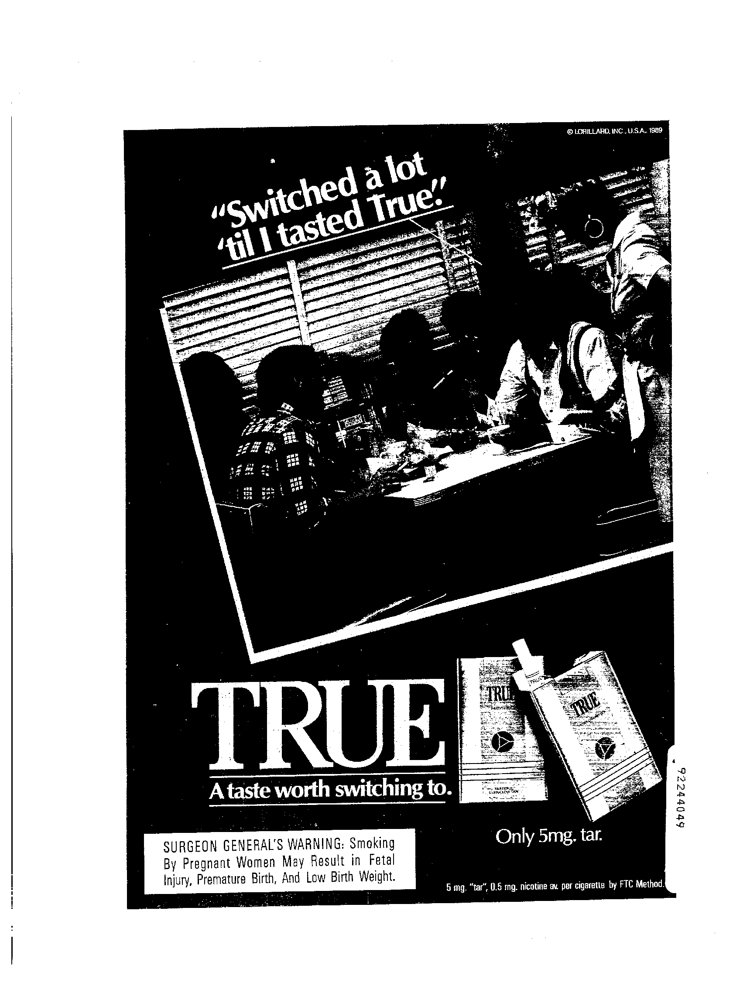 © LORILLARD, INC., U.S.A., 1989
“Switched a lot
‘til I tasted True.”
TRUE
TRUE
TRUE
A taste worth switching to.
92244049
Only 5mg. tar.
SURGEON GENERAL'S WARNING: Smoking
By Pregnant Women May Result in Fetal
Injury, Premature Birth, And Low Birth Weight.
5 mg. "tar", 0.5 mg. nicotine av. per cigarette by FTC Method.